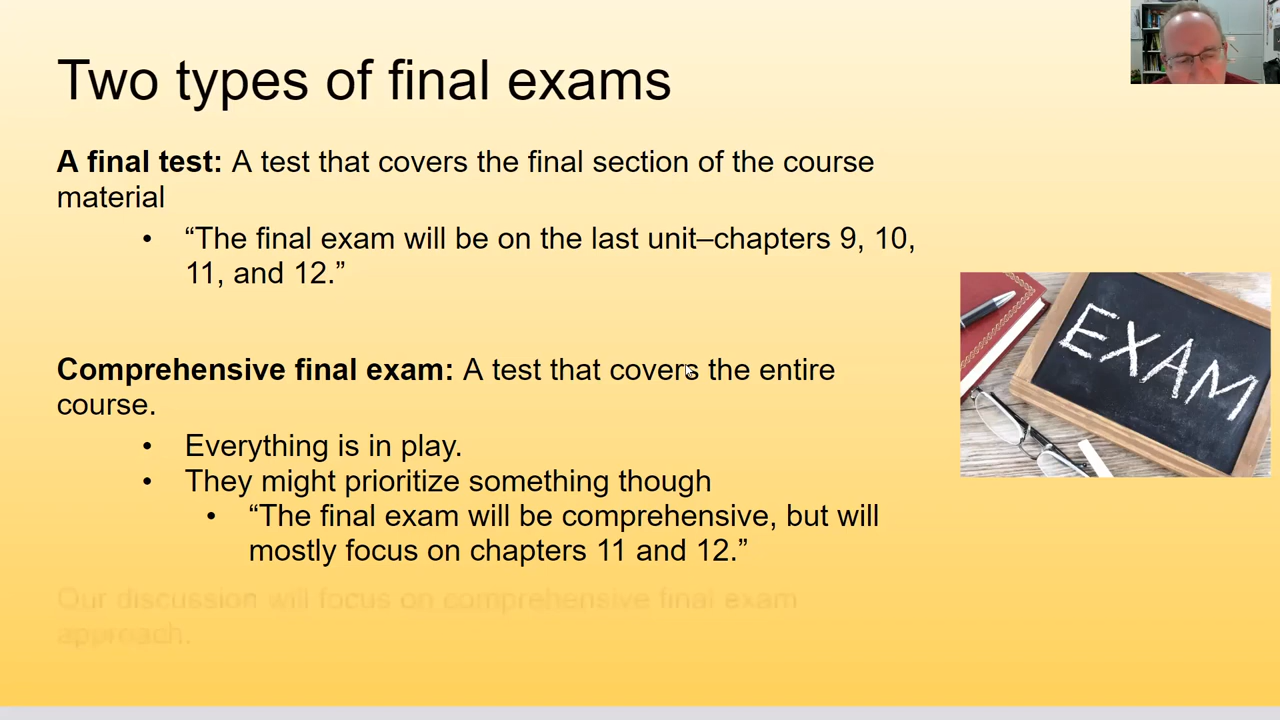 Two types of final exams
A final test: A test that covers the final section of the course
material
• “The final exam will be on the last unit–chapters 9, 10,
11, and 12.”
Comprehensive final exam: A test that covers the entire
course.
• Everything is in play.
• They might prioritize something though
• “The final exam will be comprehensive, but will
mostly focus on chapters 11 and 12.”
Our discussion will focus on comprehensive final exam
approach.
EXAM